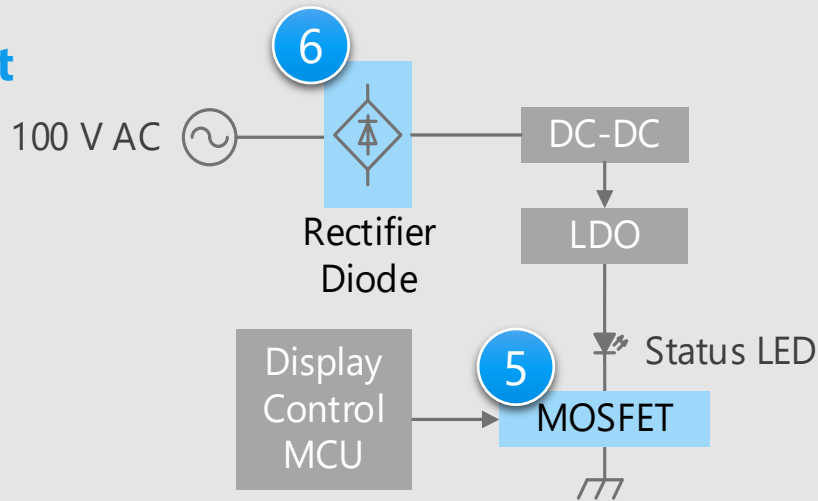 t
6
100 V AC
DC-DC
Rectifier
Diode
LDO
Display
Control
MCU
5
Status LED
MOSFET